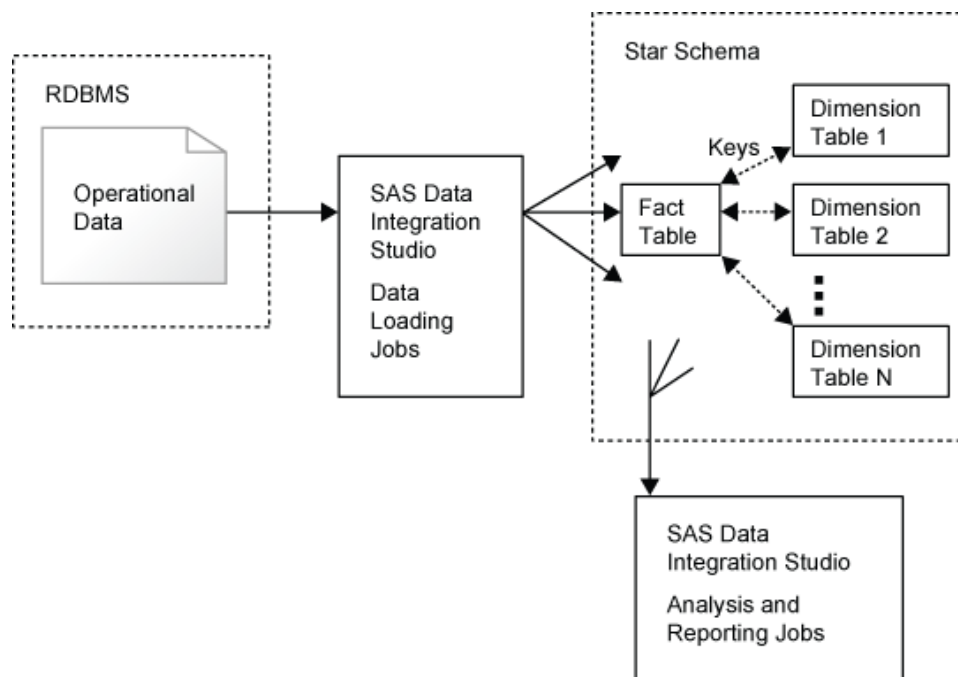 RDBMS
Operational
Data
SAS Data
Integration
Studio
Data
Loading
Jobs
Star Schema
Keys
Fact
Table
Dimension
Table 1
Dimension
Table 2
Dimension
Table N
SAS Data
Integration Studio
Analysis and
Reporting Jobs